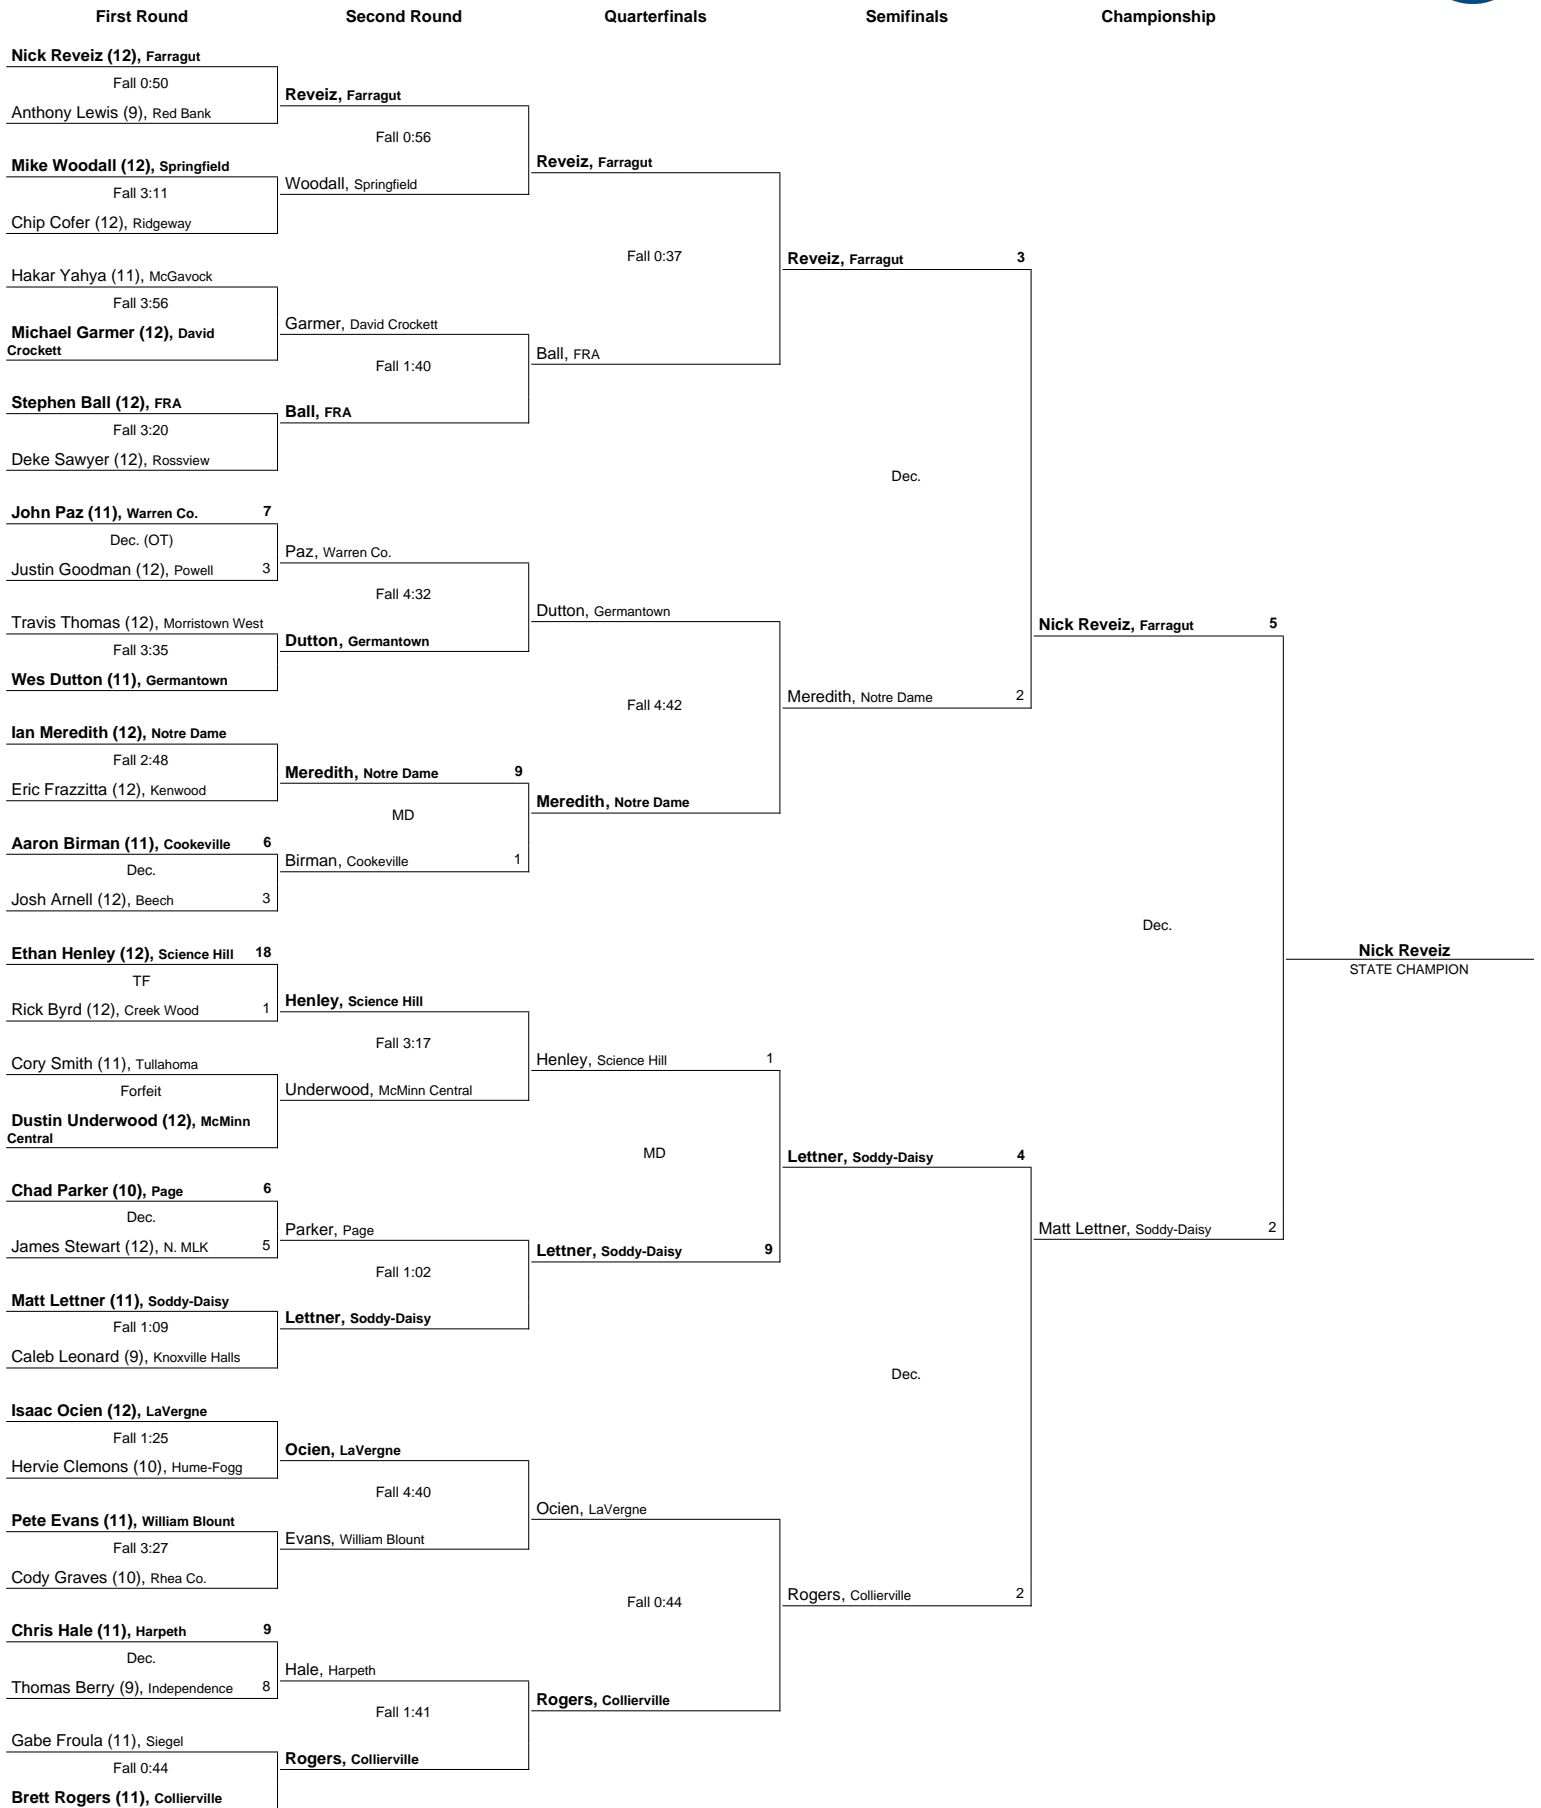 First Round
Second Round
Quarterfinals
Semifinals
Championship
Nick Reveiz (12), Farragut
Fall 0:50
Anthony Lewis (9), Red Bank
Mike Woodall (12), Springfield
Fall 3:11
Chip Cofer (12), Ridgeway
Hakar Yahya (11), McGavock
Fall 3:56
Michael Garmer (12), David
Crockett
Stephen Ball (12), FRA
Fall 3:20
Deke Sawyer (12), Rossview
John Paz (11), Warren Co. 7
Dec. (OT)
Justin Goodman (12), Powell 3
Travis Thomas (12), Morristown West
Fall 3:35
Wes Dutton (11), Germantown
Ian Meredith (12), Notre Dame
Fall 2:48
Eric Frazzitta (12), Kenwood
Aaron Birman (11), Cookeville 6
Dec.
Josh Arnell (12), Beech 3
Ethan Henley (12), Science Hill 18
TF
Rick Byrd (12), Creek Wood 1
Cory Smith (11), Tullahoma
Forfeit
Dustin Underwood (12), McMinn
Central
Chad Parker (10), Page 6
Dec.
James Stewart (12), N. MLK 5
Matt Lettner (11), Soddy-Daisy
Fall 1:09
Caleb Leonard (9), Knoxville Halls
Isaac Ocien (12), LaVergne
Fall 1:25
Hervie Clemons (10), Hume-Fogg
Pete Evans (11), William Blount
Fall 3:27
Cody Graves (10), Rhea Co.
Chris Hale (11), Harpeth 9
Dec.
Thomas Berry (9), Independence 8
Gabe Froula (11), Siegel
Fall 0:44
Brett Rogers (11), Collierville
Reveiz, Farragut
Fall 0:56
Woodall, Springfield
Garmer, David Crockett
Fall 1:40
Ball, FRA
Paz, Warren Co.
Fall 4:32
Dutton, Germantown
Meredith, Notre Dame 9
MD
Birman, Cookeville 1
Henley, Science Hill
Fall 3:17
Underwood, McMinn Central
Parker, Page
Fall 1:02
Lettner, Soddy-Daisy
Ocien, LaVergne
Fall 4:40
Evans, William Blount
Hale, Harpeth
Fall 1:41
Rogers, Collierville
Reveiz, Farragut
Fall 0:37
Ball, FRA
Dutton, Germantown
Fall 4:42
Meredith, Notre Dame
Henley, Science Hill 1
MD
Lettner, Soddy-Daisy 9
Ocien, LaVergne
Fall 0:44
Rogers, Collierville
Reveiz, Farragut 3
Dec.
Meredith, Notre Dame 2
Lettner, Soddy-Daisy 4
Dec.
Rogers, Collierville 2
Nick Reveiz, Farragut 5
Dec.
Matt Lettner, Soddy-Daisy 2
Nick Reveiz
STATE CHAMPION